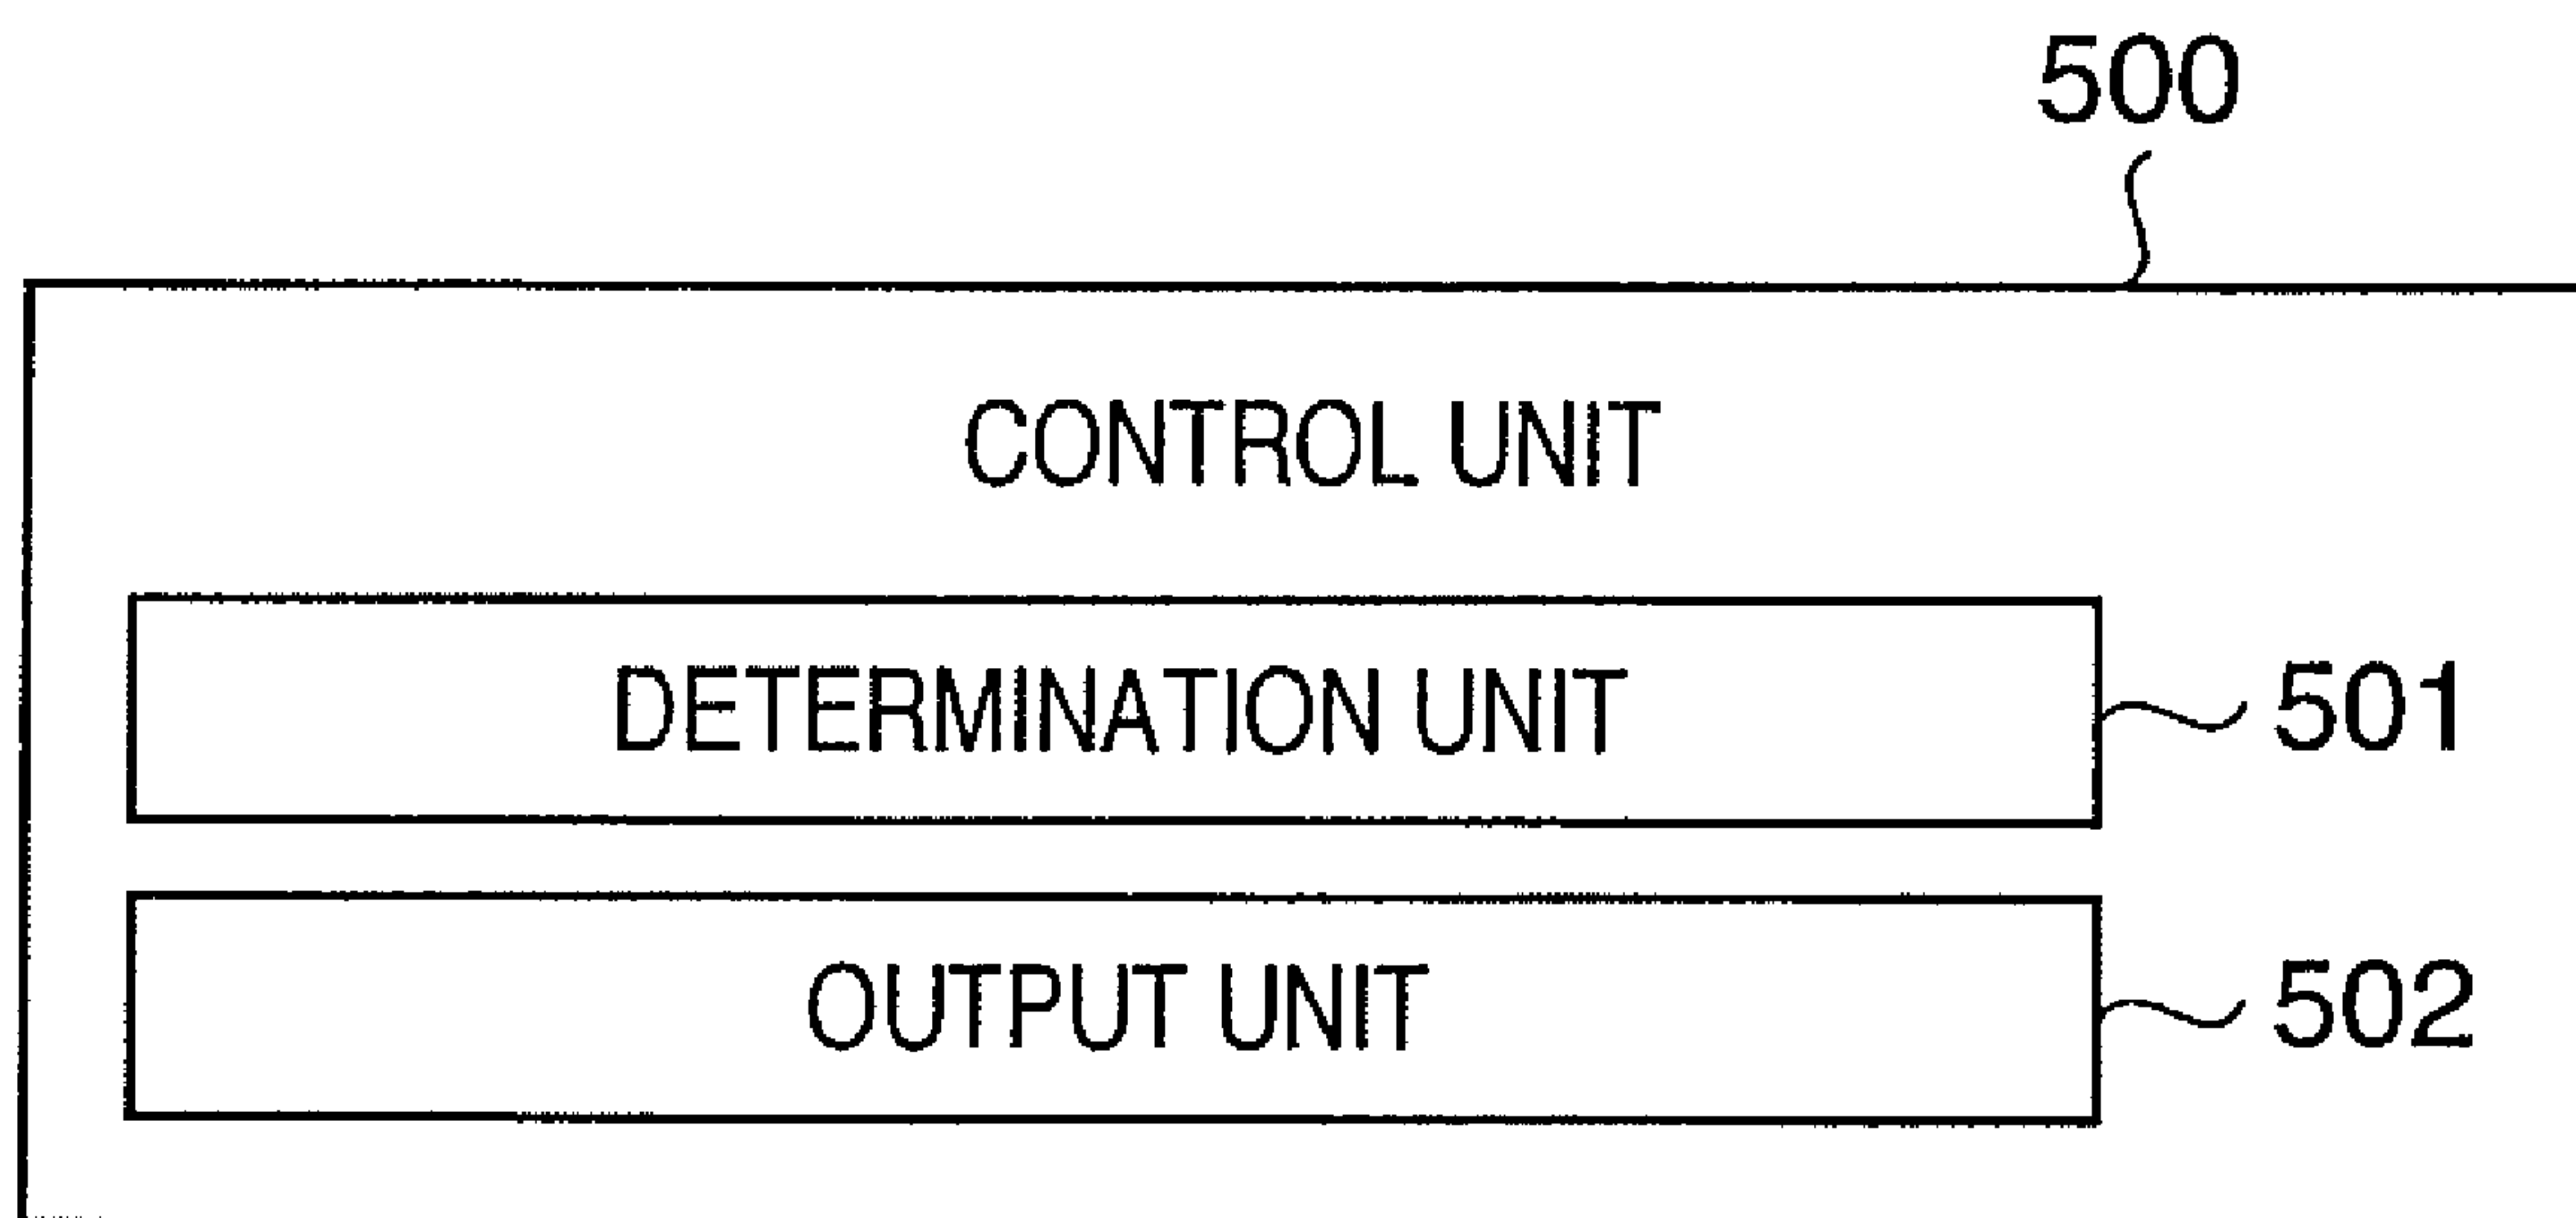 500
CONTROL UNIT
DETERMINATION UNIT 501
OUTPUT UNIT 502